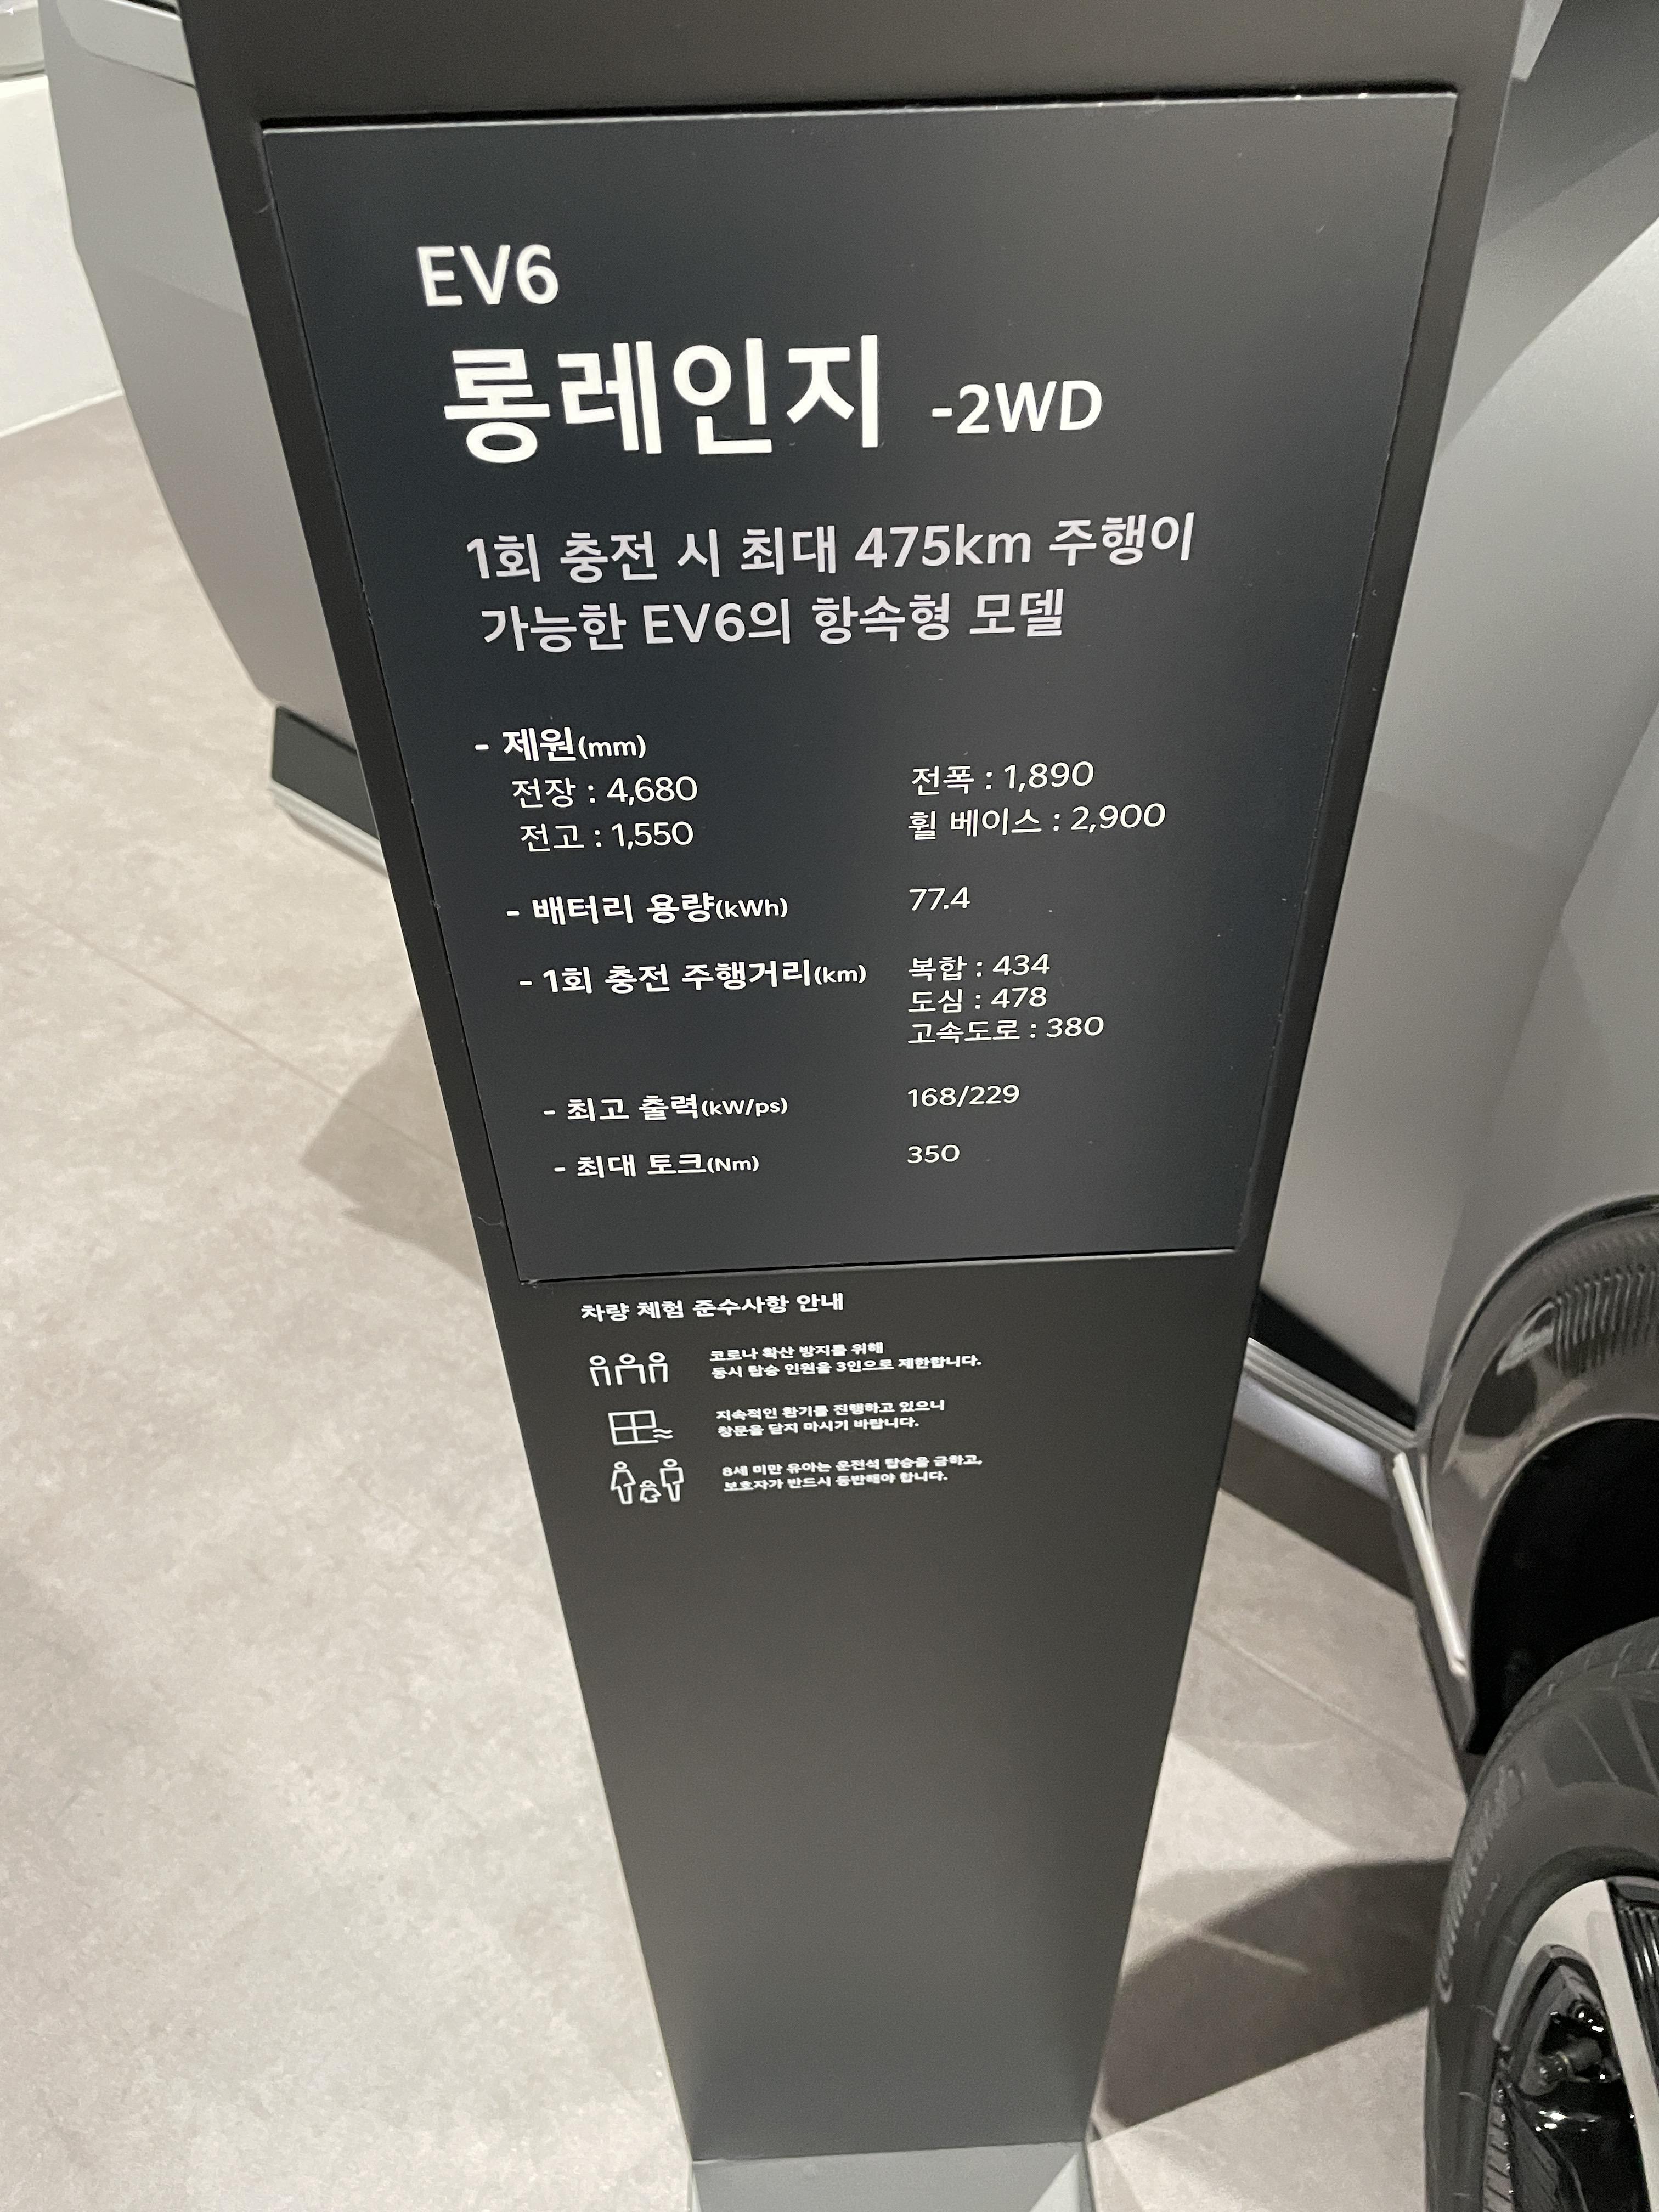 EV6
롱레인지 -2WD
1회 충전 시 최대 475km 주행이
가능한 EV6의 항속형 모델
- 제원(mm)
전장 : 4,680 전폭 : 1,890
전고 : 1,550 휠 베이스 : 2,900
- 배터리 용량(kWh) 77.4
- 1회 충전 주행거리(km) 복합 : 434
도심 : 478
고속도로 : 380
- 최고 출력(kW/ps) 168/229
- 최대 토크(Nm) 350
차량 체험 준수사항 안내
코로나 확산 방지를 위해
동시 탑승 인원을 3인으로 제한합니다.
지속적인 환기를 진행하고 있으니
창문을 닫지 마시기 바랍니다.
8세 미만 유아는 운전석 탑승을 금하고,
보호자가 반드시 동반해야 합니다.